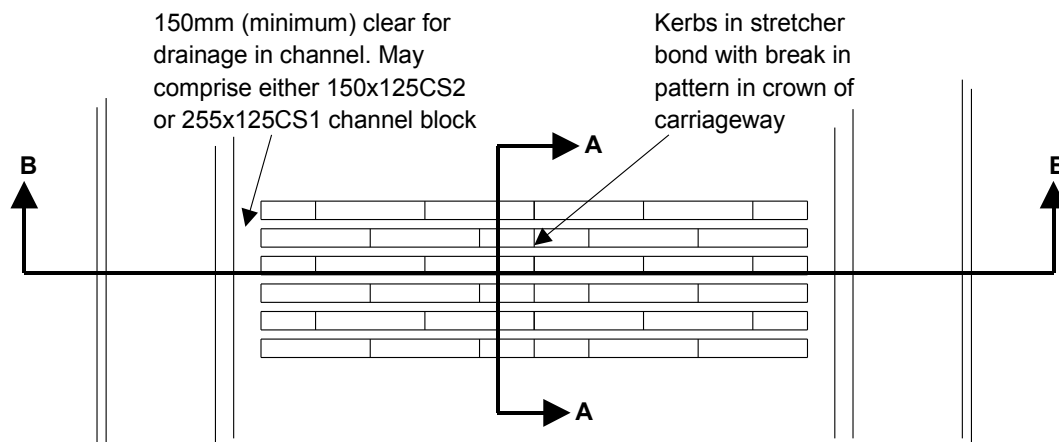 150mm (minimum) clear for
drainage in channel. May
comprise either 150x125CS2
or 255x125CS1 channel block
Kerbs in stretcher
bond with break in
pattern in crown of
carriageway
A
B
B
A